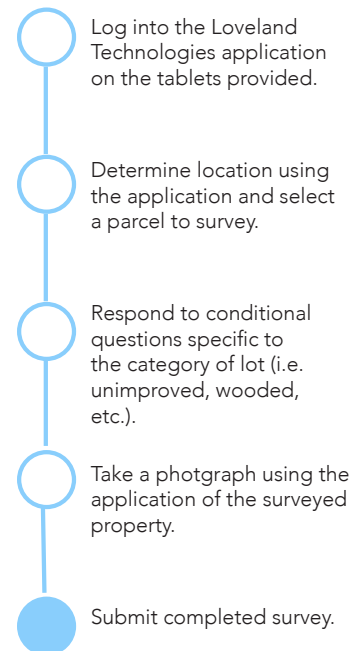 Log into the Loveland
Technologies application
on the tablets provided.
Determine location using
the application and select
a parcel to survey.
Respond to conditional
questions specific to
the category of lot (i.e.
unimproved, wooded,
etc.).
Take a photgraph using the
application of the surveyed
property.
Submit completed survey.